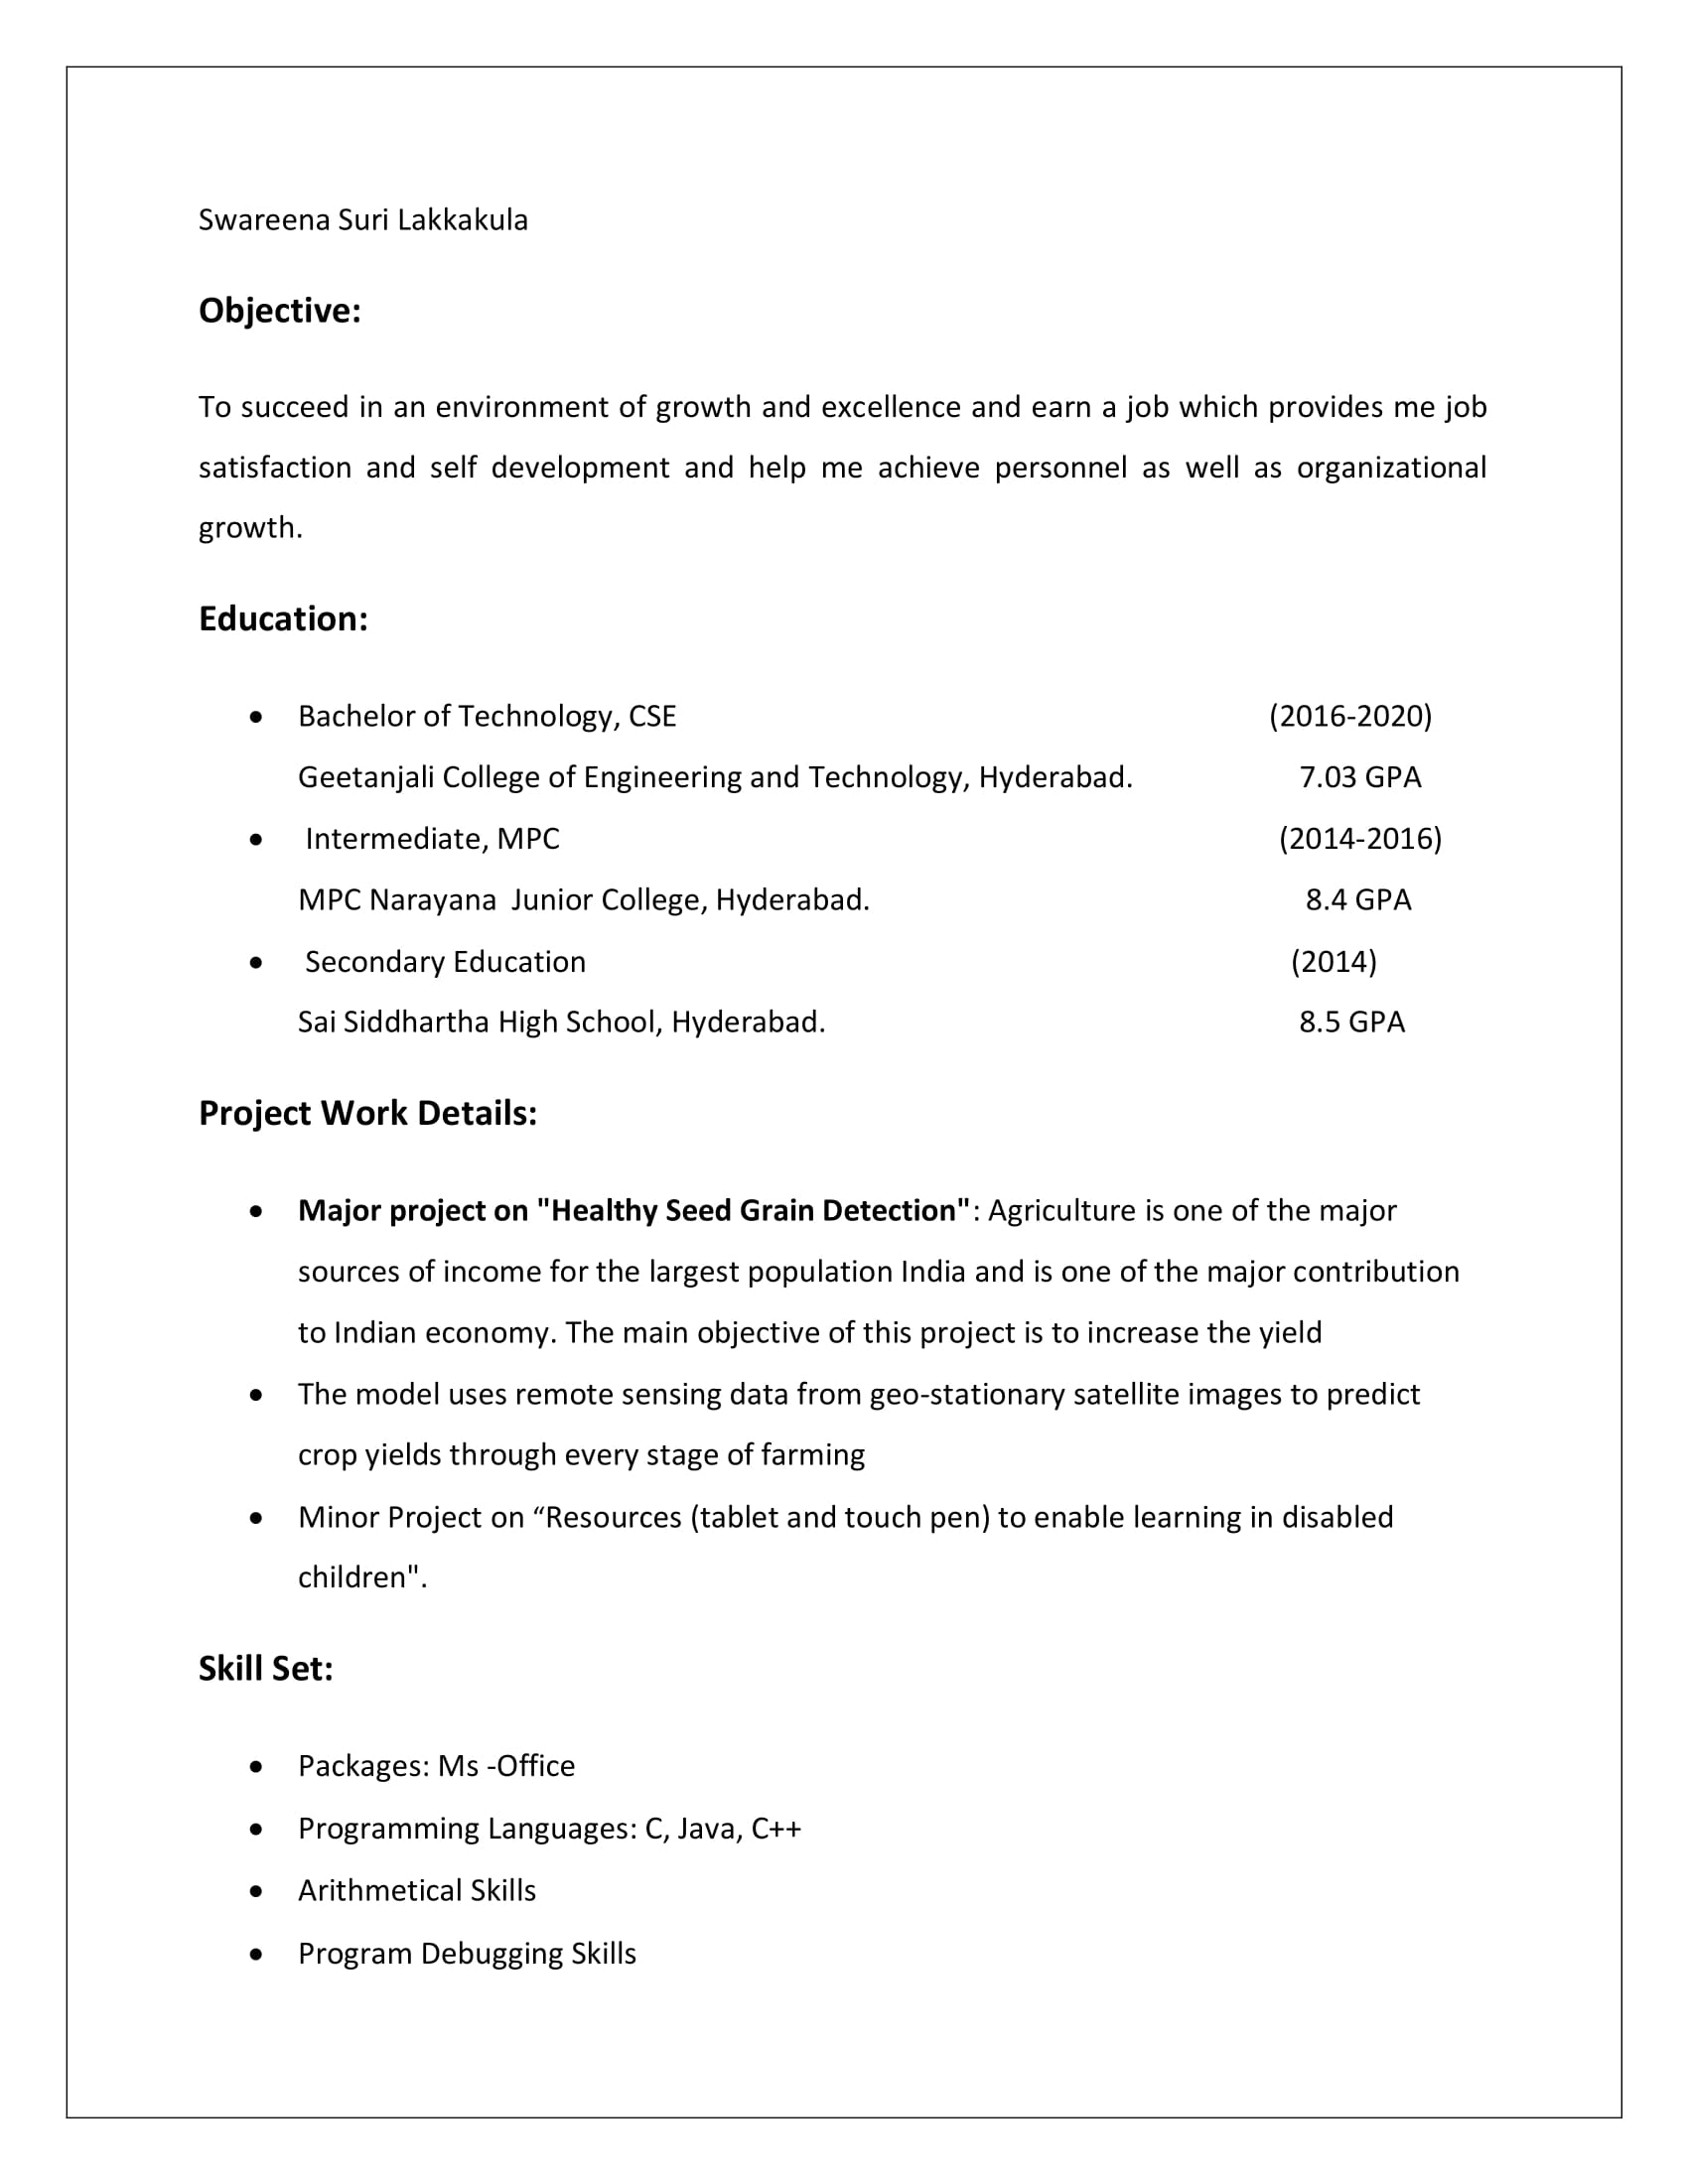 Swareena Suri Lakkakula
Objective:
To succeed in an environment of growth and excellence and earn a job which provides me job
satisfaction and self development and help me achieve personnel as well as organizational
growth.
Education:
• Bachelor of Technology, CSE (2016-2020)
Geetanjali College of Engineering and Technology, Hyderabad. 7.03 GPA
• Intermediate, MPC (2014-2016)
MPC Narayana Junior College, Hyderabad. 8.4 GPA
• Secondary Education (2014)
Sai Siddhartha High School, Hyderabad. 8.5 GPA
Project Work Details:
• Major project on "Healthy Seed Grain Detection": Agriculture is one of the major
sources of income for the largest population India and is one of the major contribution
to Indian economy. The main objective of this project is to increase the yield
• The model uses remote sensing data from geo-stationary satellite images to predict
crop yields through every stage of farming
• Minor Project on “Resources (tablet and touch pen) to enable learning in disabled
children".
Skill Set:
• Packages: Ms -Office
• Programming Languages: C, Java, C++
• Arithmetical Skills
• Program Debugging Skills